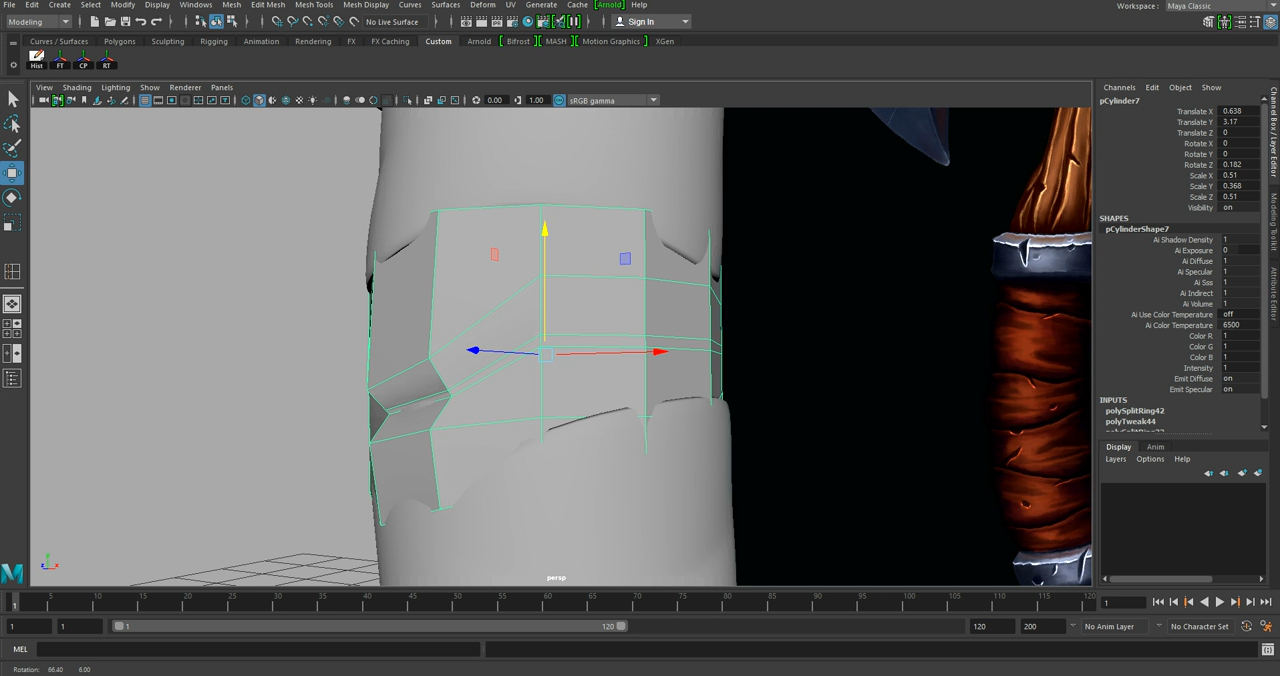 File Edit Create Select Modify Display Windows Mesh Edit Mesh Mesh Tools Mesh Display Curves Surfaces Deform UV Generate Cache [Arnold] Help
Workspace : Maya Classic
Modeling
No Live Surface
Sign In
Curves / Surfaces Polygons Sculpting Rigging Animation Rendering FX FX Caching Custom Arnold Bifrost MASH Motion Graphics XGen
Hist FT CP RT
View Shading Lighting Show Renderer Panels
0.00 1.00 sRGB gamma
persp
Channels Edit Object Show
pCylinder7
Translate X 0.638
Translate Y 3.17
Translate Z 0
Rotate X 0
Rotate Y 0
Rotate Z 0.182
Scale X 0.51
Scale Y 0.368
Scale Z 0.51
Visibility on
SHAPES
pCylinderShape7
Ai Shadow Density 1
Ai Exposure 0
Ai Diffuse 1
Ai Specular 1
Ai Sss 1
Ai Indirect 1
Ai Volume 1
Ai Use Color Temperature off
Ai Color Temperature 6500
Color R 1
Color G 1
Color B 1
Intensity 1
Emit Diffuse on
Emit Specular on
INPUTS
polySplitRing42
polyTweak44
Display Anim
Layers Options Help
Channel Box / Layer Editor
Modeling Toolkit
Attribute Editor
1 5 10 15 20 25 30 35 40 45 50 55 60 65 70 75 80 85 90 95 100 105 110 115 120
1
1 1 1 120 120 200 No Anim Layer No Character Set
MEL
Rotation: 66.40 6.00